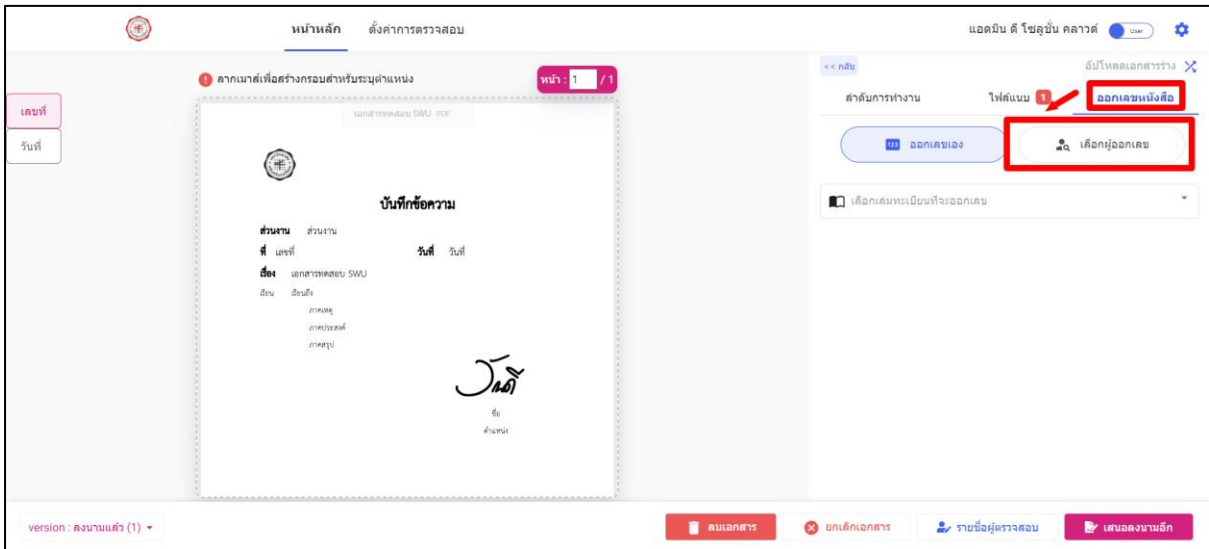 หน้าหลัก ตั้งค่าการตรวจสอบ แอดมิน ดี โซลูชั่น คลาวด์ User
<< กลับ อัปโหลดเอกสารร่าง
ลากเมาส์เพื่อสร้างกรอบสำหรับระบุตำแหน่ง หน้า : 1 / 1
ลำดับการทำงาน ไฟล์แนบ 1 ออกเลขหนังสือ
เลขที่
วันที่
เอกสารทดสอบ SWU PDF
123 ออกเลขเอง เลือกผู้ออกเลข
เลือกเล่มทะเบียนที่จะออกเลข
บันทึกข้อความ
ส่วนงาน ส่วนงาน
ที่ เลขที่ วันที่ วันที่
เรื่อง เอกสารทดสอบ SWU
เรียน เรียนถึง
ภาคเหตุ
ภาคประสงค์
ภาคสรุป
วันดี
ชื่อ
ตำแหน่ง
version : ลงนามแล้ว (1) ลบเอกสาร ยกเลิกเอกสาร รายชื่อผู้ตรวจสอบ เสนอลงนามอีก